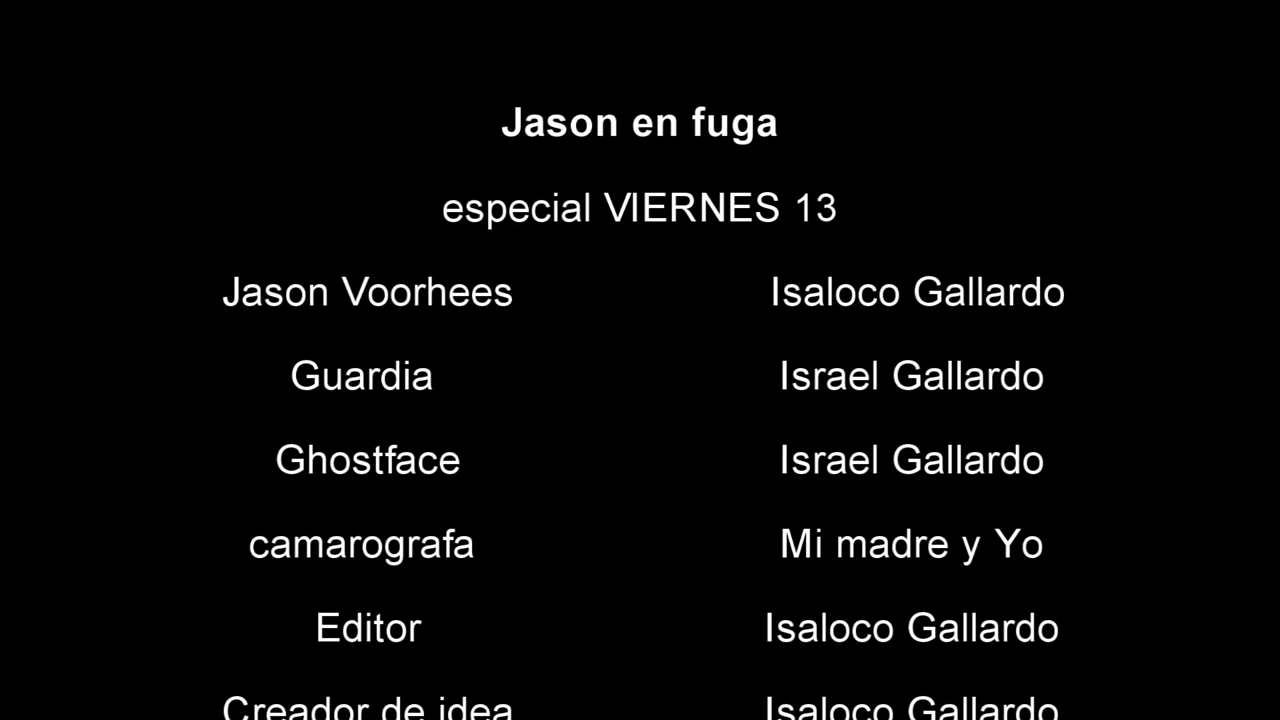 Jason en fuga
especial VIERNES 13
Jason Voorhees Isaloco Gallardo
Guardia Israel Gallardo
Ghostface Israel Gallardo
camarografa Mi madre y Yo
Editor Isaloco Gallardo
Creador de idea Isaloco Gallardo